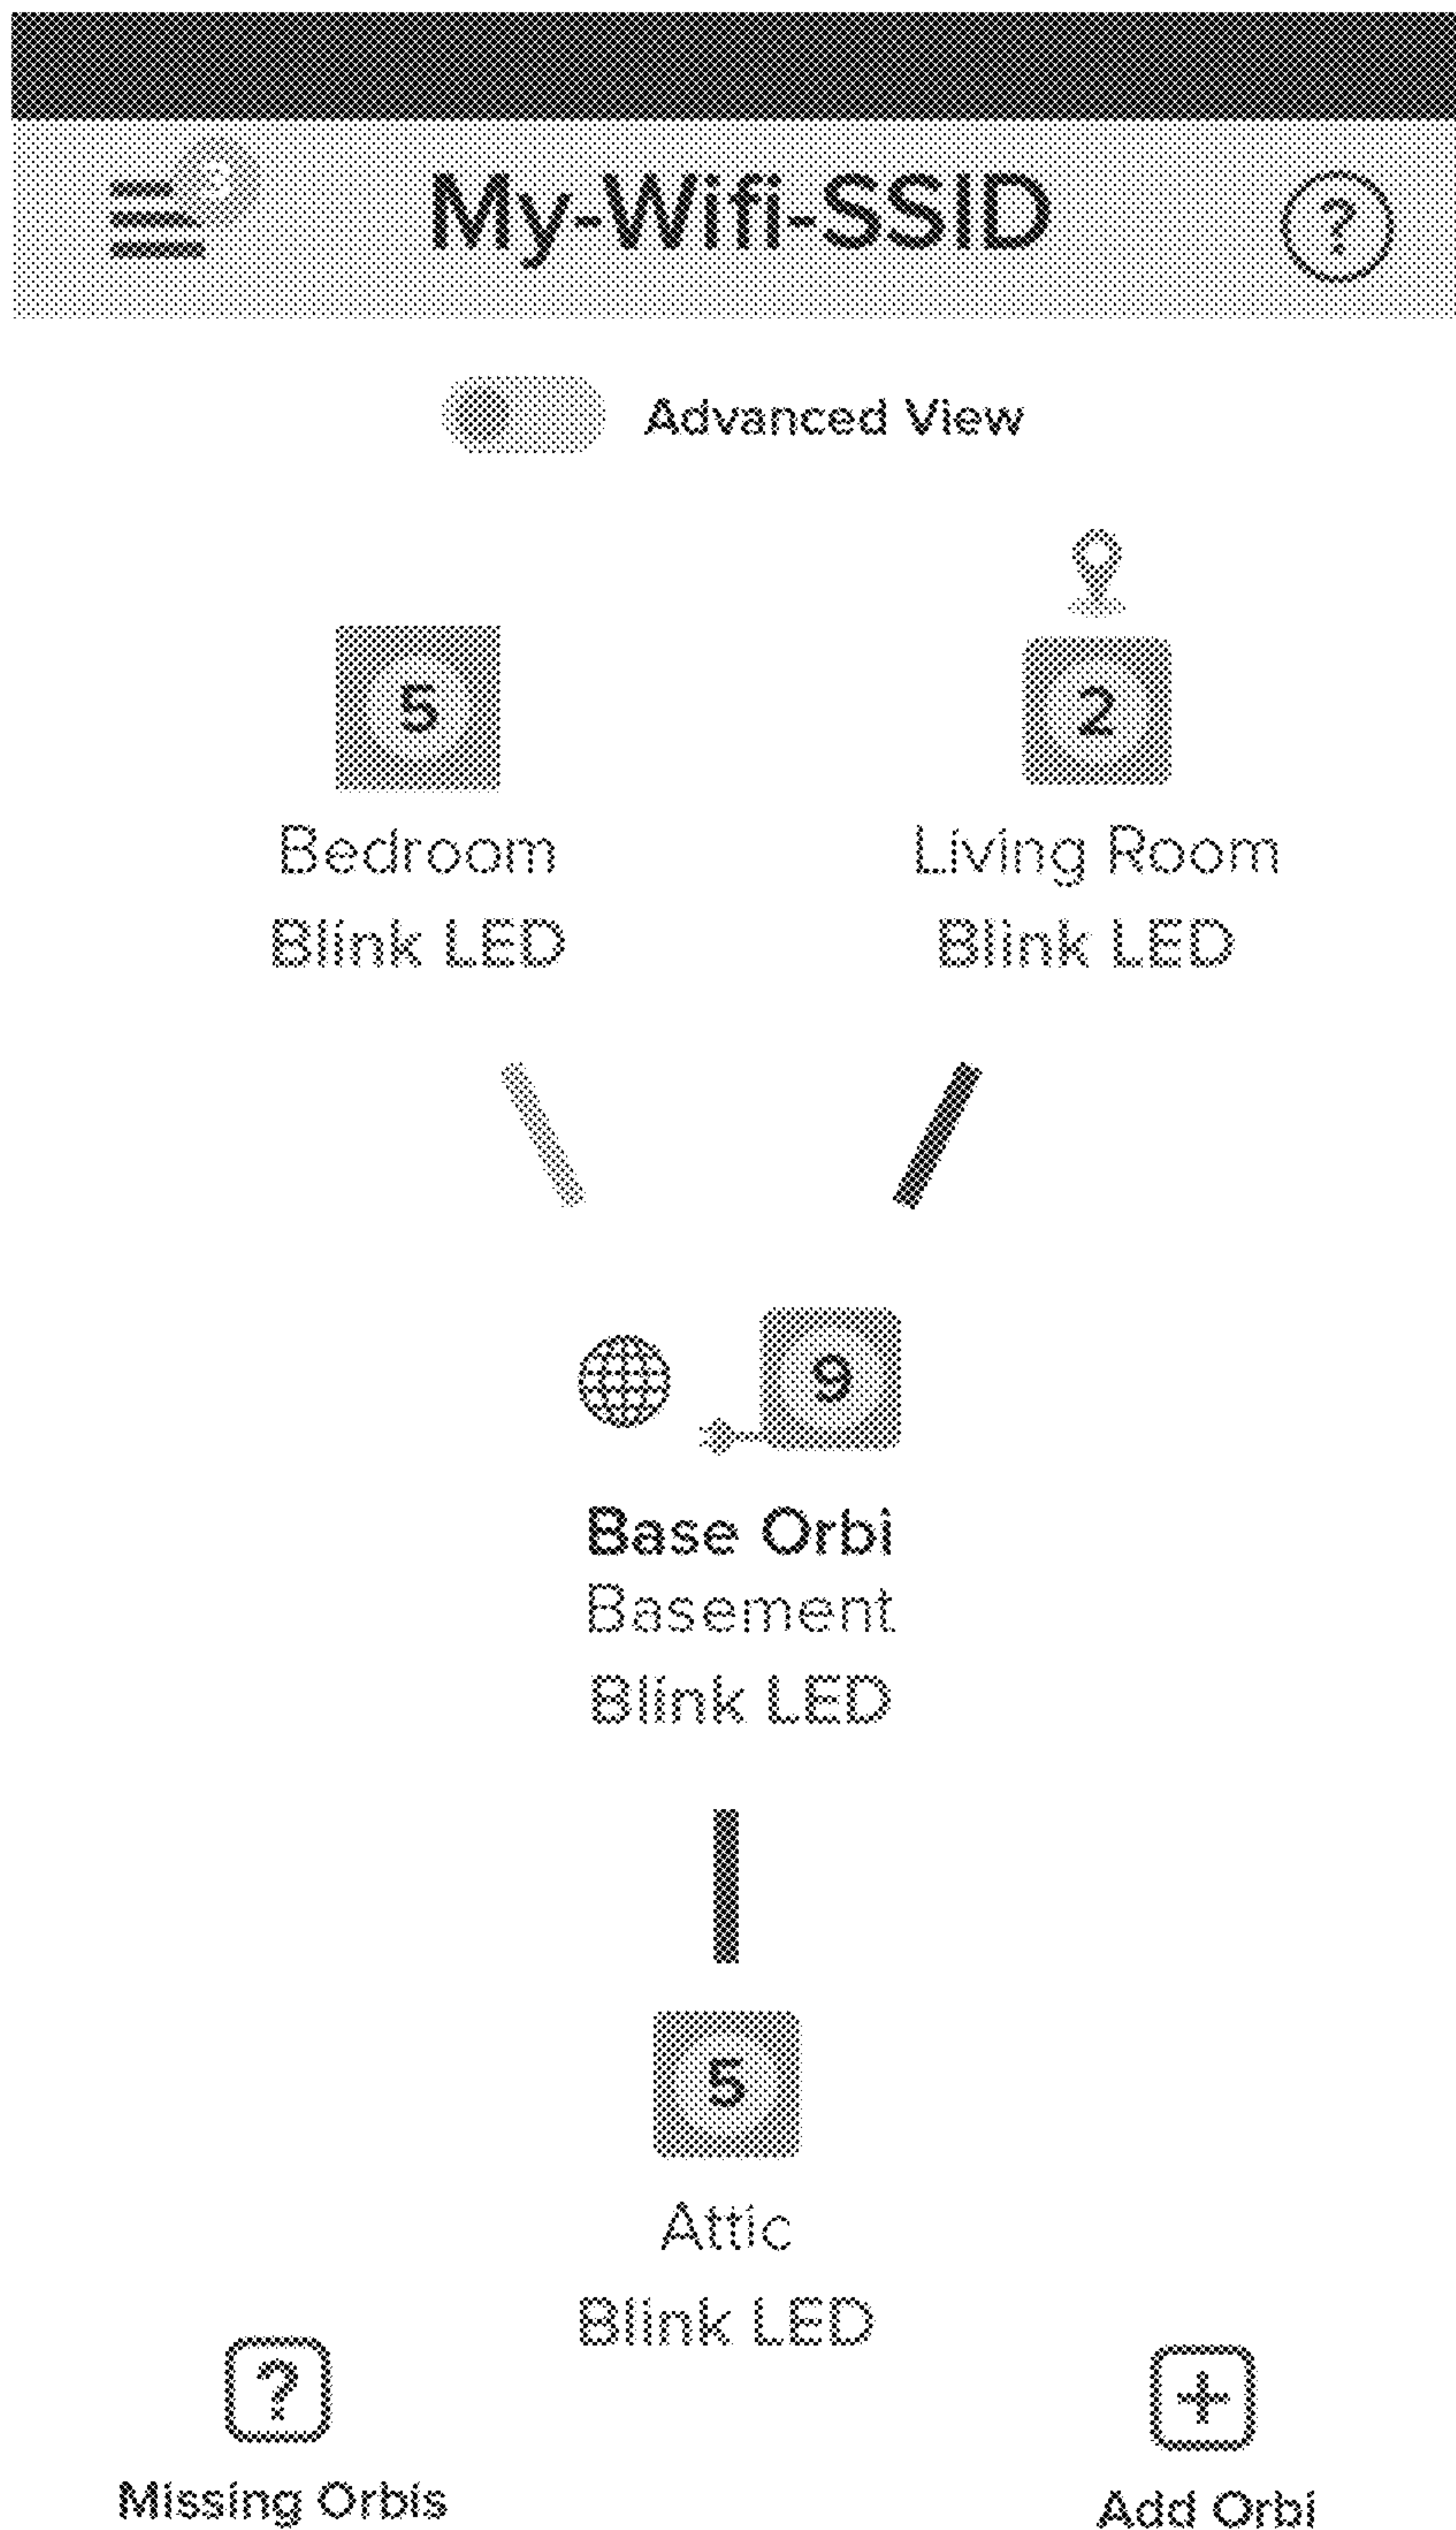 My-Wifi-SSID ?
Advanced View
5 2
Bedroom Living Room
Blink LED Blink LED
9
Base Orbi
Basement
Blink LED
5
Attic
Blink LED
? +
Missing Orbis Add Orbi